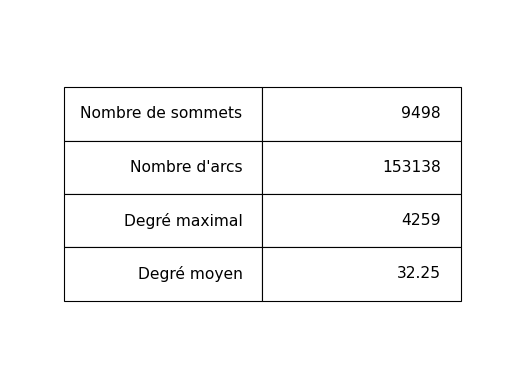 Nombre de sommets 9498
Nombre d'arcs 153138
Degré maximal 4259
Degré moyen 32.25